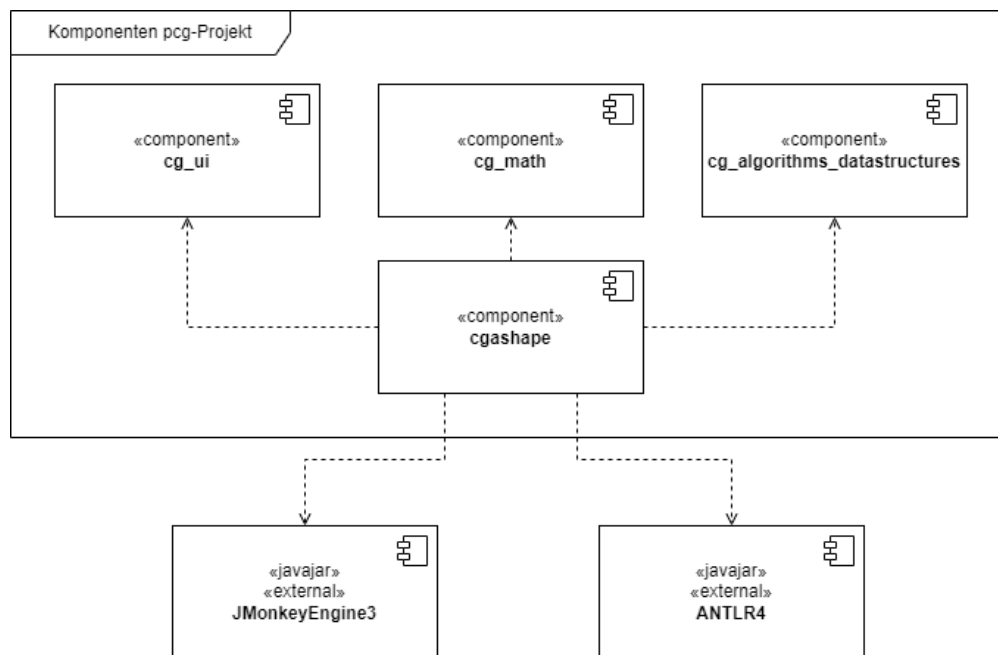 Komponenten pcg-Projekt
«component»
cg_ui
«component»
cg_math
«component»
cg_algorithms_datastructures
«component»
cgashape
«javajar»
«external»
JMonkeyEngine3
«javajar»
«external»
ANTLR4